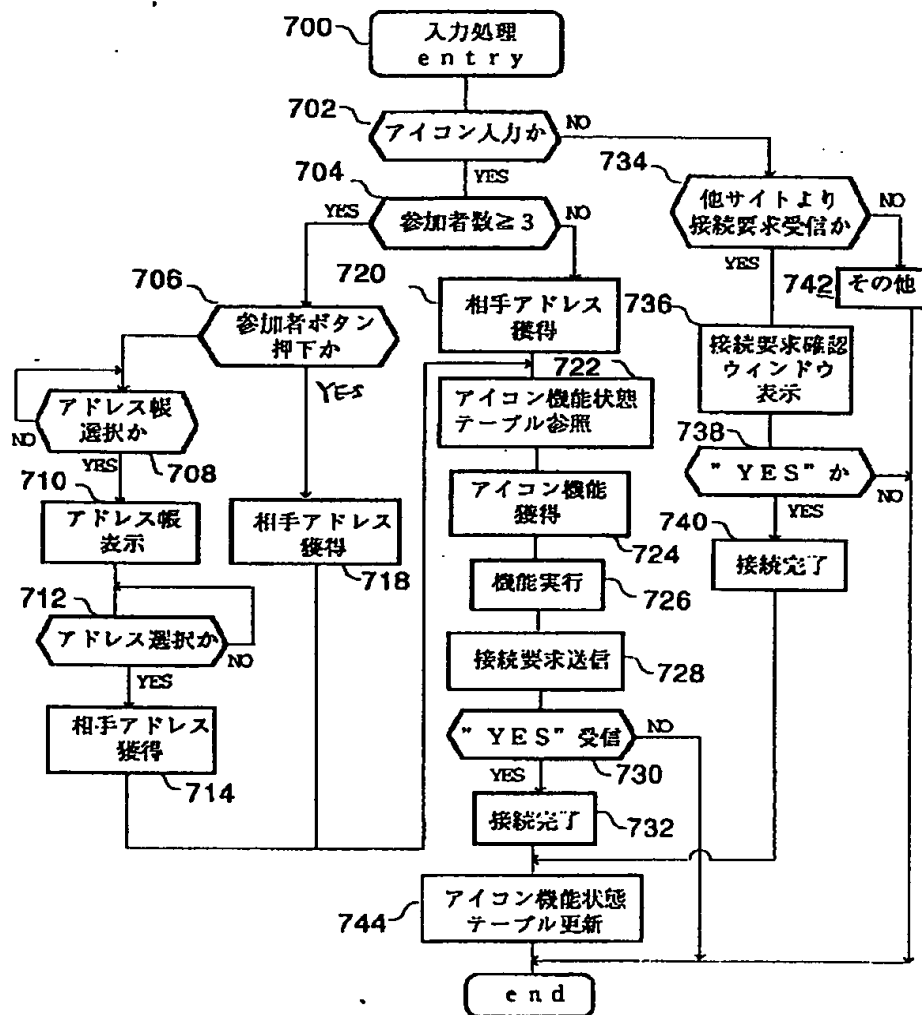 700
入力処理
entry
702
アイコン入力か
NO
YES
704
参加者数≧3
YES
NO
734
他サイトより
接続要求受信か
NO
YES
742
その他
706
参加者ボタン
押下か
YES
720
相手アドレス
獲得
736
接続要求確認
ウィンドウ
表示
722
アイコン機能状態
テーブル参照
アドレス帳
選択か
NO
YES
708
738
"YES"か
NO
YES
710
アドレス帳
表示
相手アドレス
獲得
718
アイコン機能
獲得
724
740
接続完了
712
アドレス選択か
NO
YES
機能実行
726
接続要求送信
728
相手アドレス
獲得
714
"YES"受信
NO
YES
730
接続完了
732
744
アイコン機能状態
テーブル更新
end